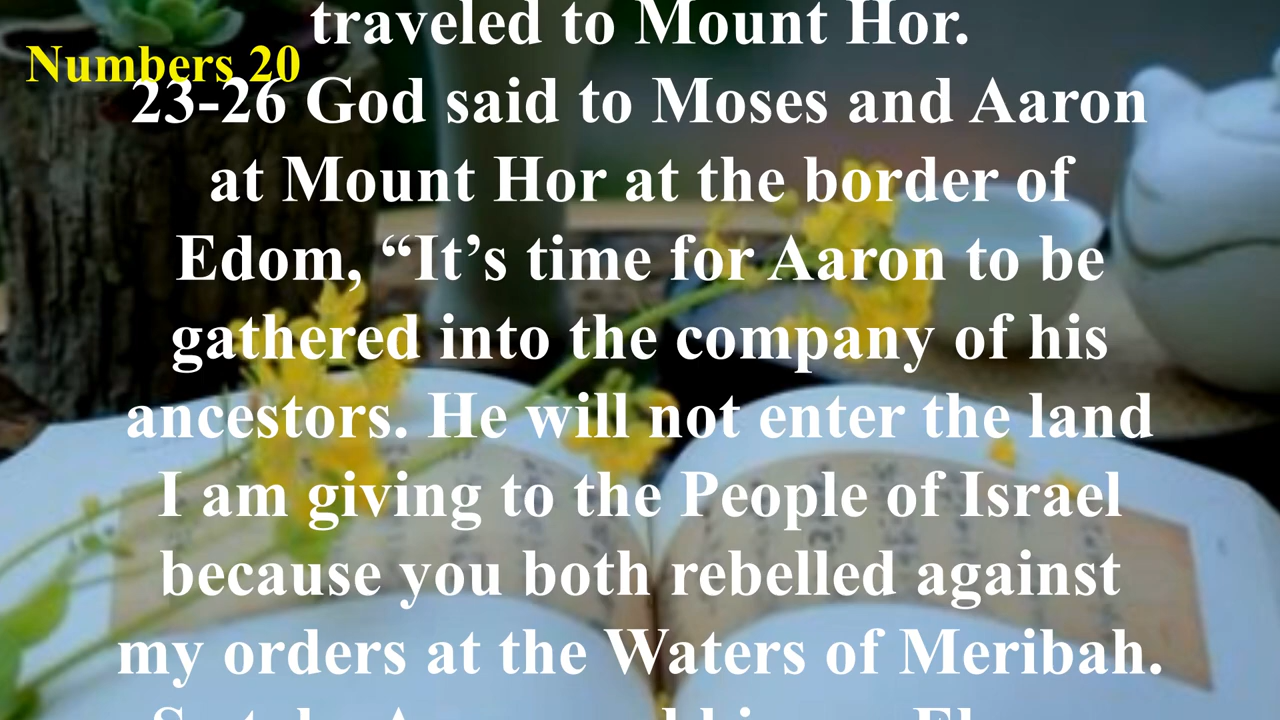 traveled to Mount Hor.
Numbers 20
23-26 God said to Moses and Aaron
at Mount Hor at the border of
Edom, “It’s time for Aaron to be
gathered into the company of his
ancestors. He will not enter the land
I am giving to the People of Israel
because you both rebelled against
my orders at the Waters of Meribah.